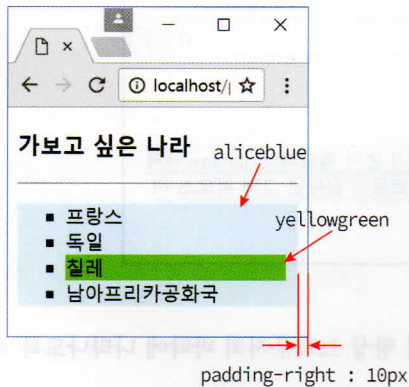 localhost/
가보고 싶은 나라
aliceblue
프랑스
yellowgreen
독일
칠레
남아프리카공화국
padding-right : 10px